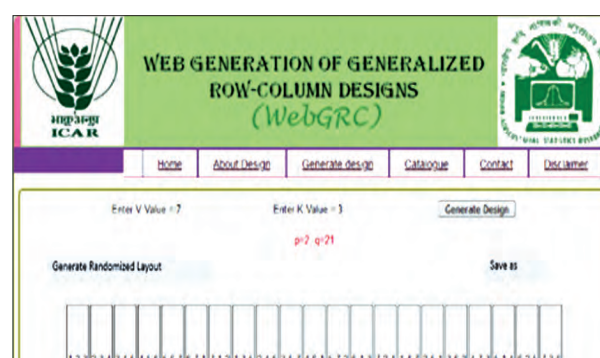 WEB GENERATION OF GENERALIZED
ROW-COLUMN DESIGNS
(WebGRC)
ICAR
Home About Design Generate design Catalogue Contact Disclaimer
Enter V Value = 7 Enter K Value = 3 Generate Design
p=2 q=21
Generate Randomized Layout Save as